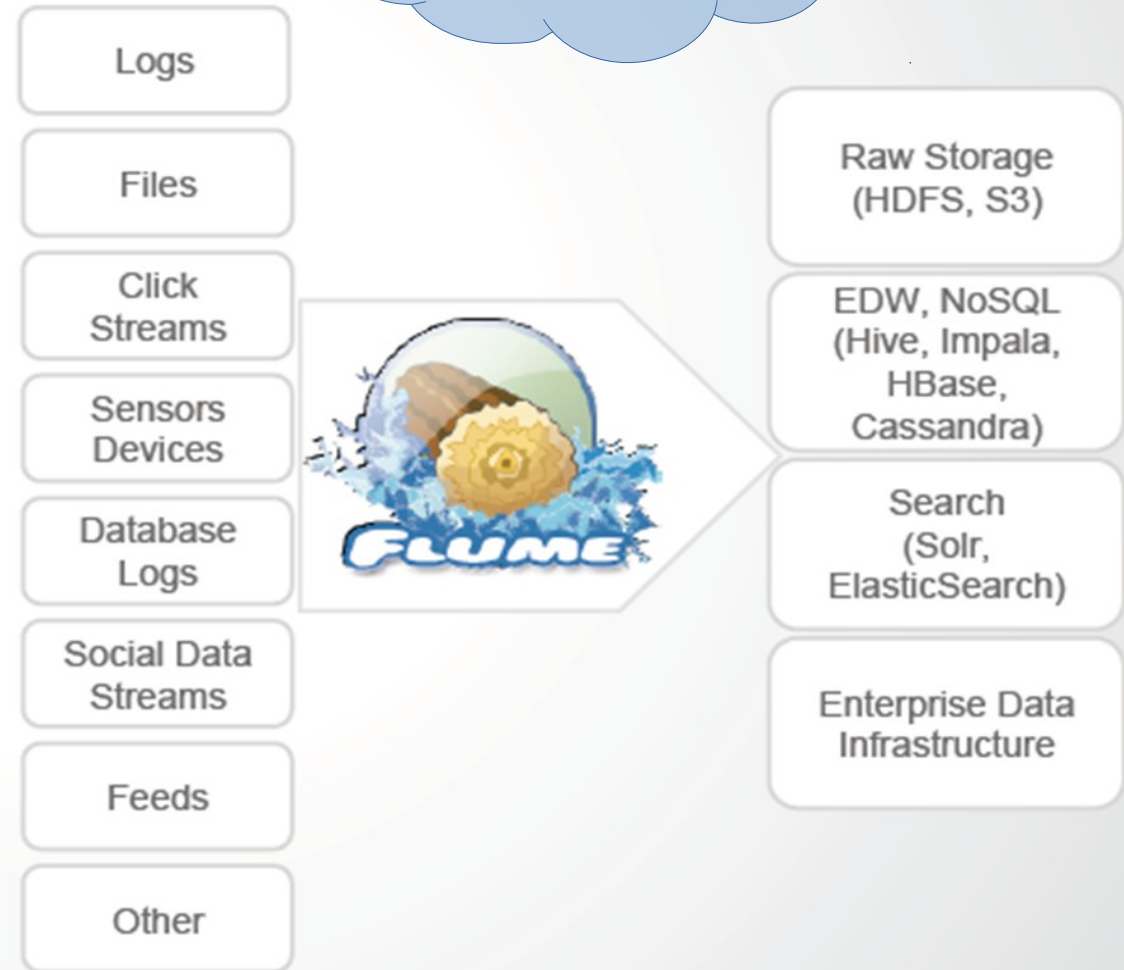 Logs
Files
Click
Streams
Sensors
Devices
Database
Logs
Social Data
Streams
Feeds
Other
FLUME
Raw Storage
(HDFS, S3)
EDW, NoSQL
(Hive, Impala,
HBase,
Cassandra)
Search
(Solr,
ElasticSearch)
Enterprise Data
Infrastructure